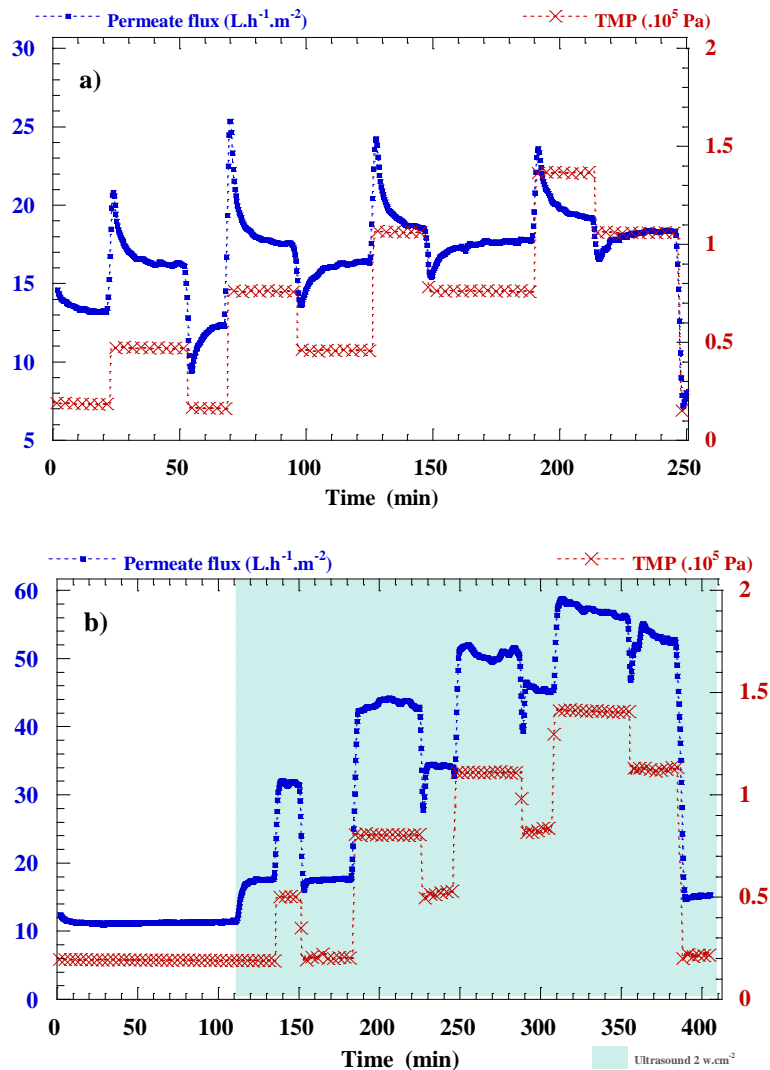 Permeate flux (L.h⁻¹.m⁻²) TMP (.10⁵ Pa)
a)
30 2
25
1.5
20
15 1
10 0.5
5 0
0 50 100 150 200 250
Time (min)
Permeate flux (L.h⁻¹.m⁻²) TMP (.10⁵ Pa)
b)
60 2
50
1.5
40
30 1
20
0.5
10
0 0
0 50 100 150 200 250 300 350 400
Time (min)
Ultrasound 2 w.cm⁻²